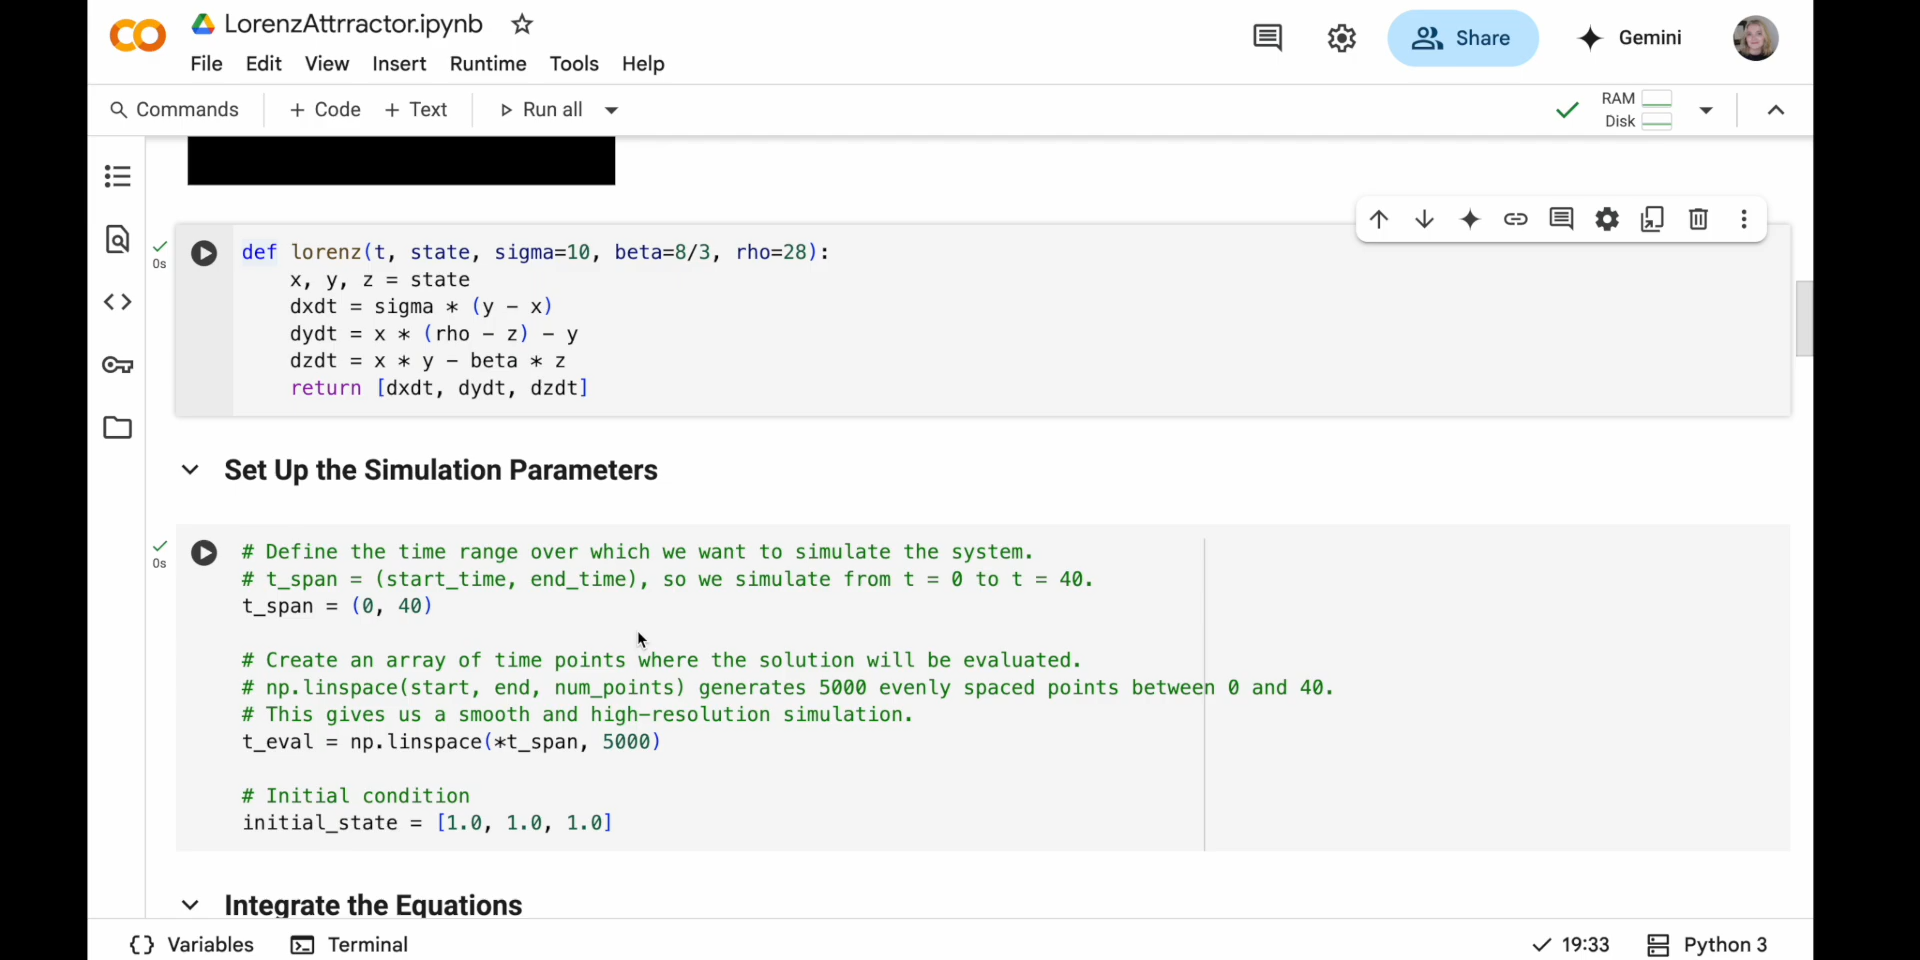 LorenzAttrractor.ipynb
File Edit View Insert Runtime Tools Help
Share
Gemini
Commands + Code + Text Run all
RAM
Disk
0s
def lorenz(t, state, sigma=10, beta=8/3, rho=28):
x, y, z = state
dxdt = sigma * (y - x)
dydt = x * (rho - z) - y
dzdt = x * y - beta * z
return [dxdt, dydt, dzdt]
Set Up the Simulation Parameters
0s
# Define the time range over which we want to simulate the system.
# t_span = (start_time, end_time), so we simulate from t = 0 to t = 40.
t_span = (0, 40)
# Create an array of time points where the solution will be evaluated.
# np.linspace(start, end, num_points) generates 5000 evenly spaced points between 0 and 40.
# This gives us a smooth and high-resolution simulation.
t_eval = np.linspace(*t_span, 5000)
# Initial condition
initial_state = [1.0, 1.0, 1.0]
Integrate the Equations
{} Variables Terminal
19:33 Python 3